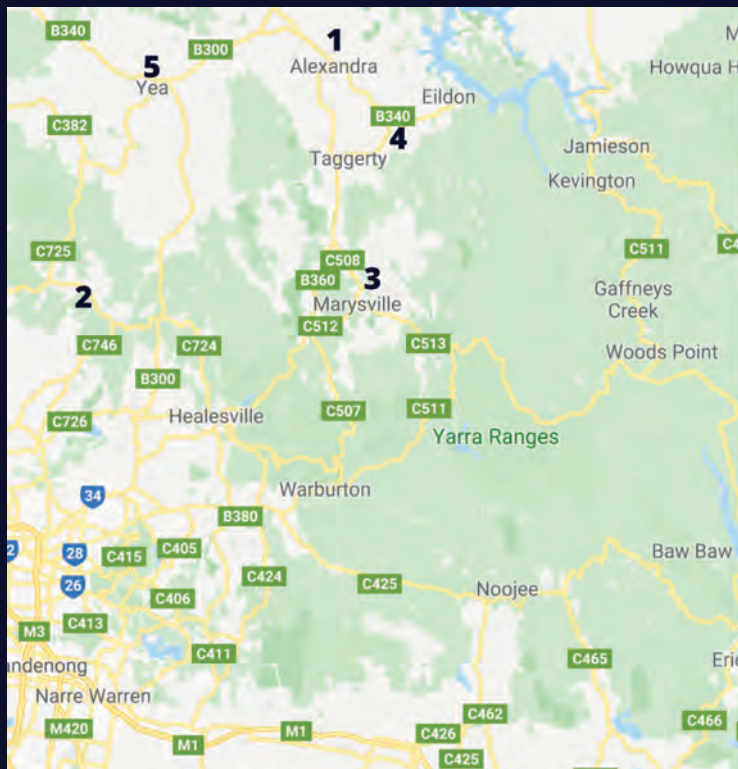 B340
B300
1
M
5
Alexandra
Howqua H
Yea
Eildon
B340
C382
4
Jamieson
Taggerty
Kevington
C725
C508
C511
C4
B360
3
2
Gaffneys
Creek
Marysville
C512
C746
C724
C513
Woods Point
B300
C726
Healesville
C507
C511
Yarra Ranges
34
Warburton
B380
2
28
C415
C405
Baw Baw
26
C424
C425
Noojee
C406
C413
M3
C411
C465
andenong
Eric
Narre Warren
M420
M1
M1
C462
C426
C466
C425